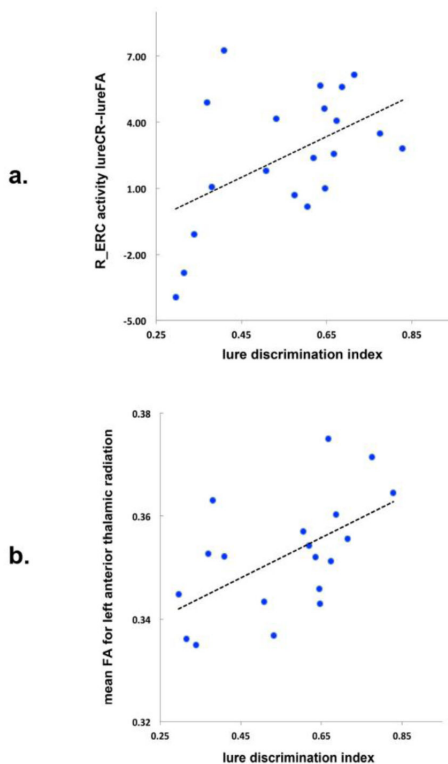 a.
R_ERC activity lureCR--lureFA
7.00
4.00
1.00
-2.00
-5.00
0.25 0.45 0.65 0.85
lure discrimination index
b.
mean FA for left anterior thalamic radiation
0.38
0.36
0.34
0.32
0.25 0.45 0.65 0.85
lure discrimination index